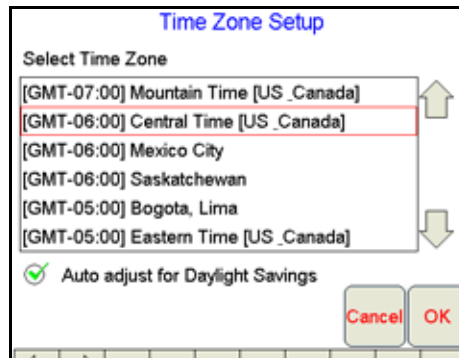 Time Zone Setup
Select Time Zone
[GMT-07:00] Mountain Time [US _Canada]
[GMT-06:00] Central Time [US _Canada]
[GMT-06:00] Mexico City
[GMT-06:00] Saskatchewan
[GMT-05:00] Bogota, Lima
[GMT-05:00] Eastern Time [US _Canada]
Auto adjust for Daylight Savings
Cancel OK